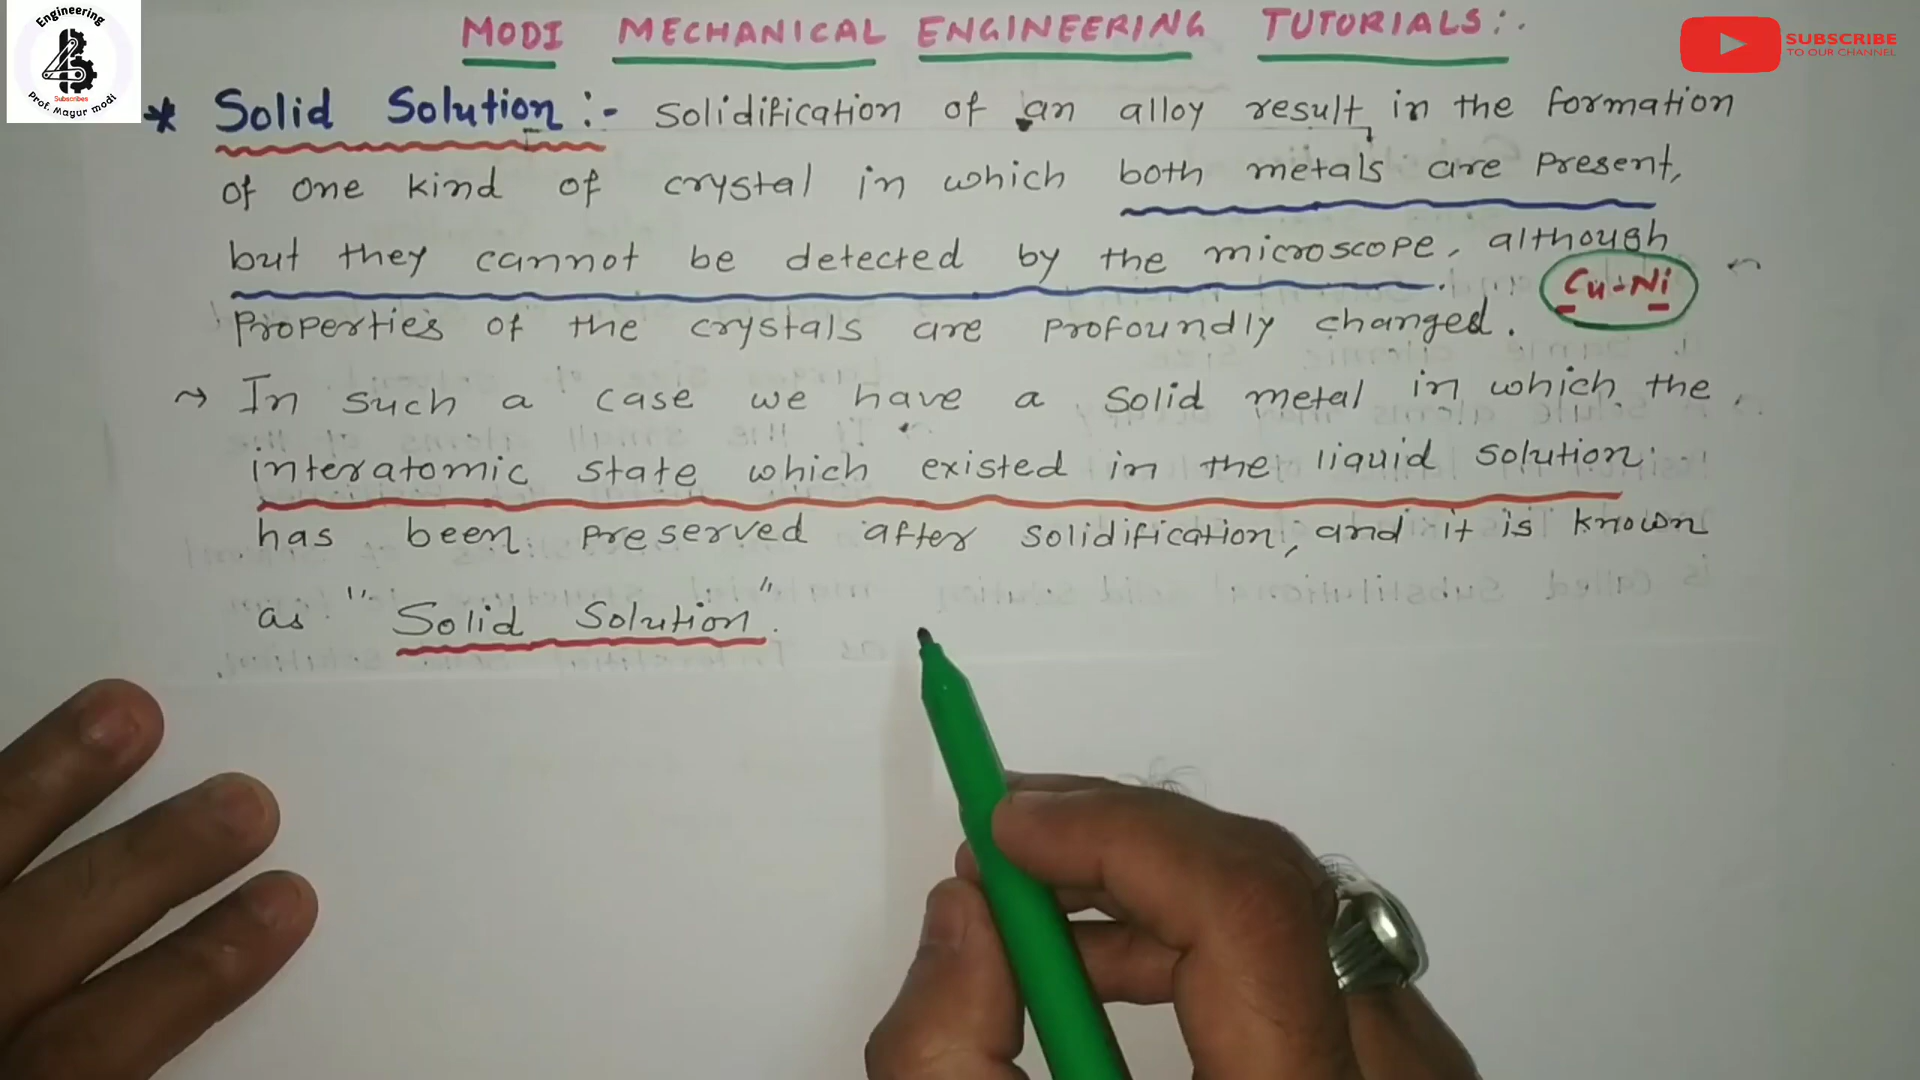 Engineering
Subscribes
Prof. Mayur modi
MODI MECHANICAL ENGINEERING TUTORIALS:.
SUBSCRIBE
TO OUR CHANNEL
* Solid Solution :- Solidification of an alloy result in the formation
of one kind of crystal in which both metals are present,
but they cannot be detected by the microscope, although
Cu-Ni
Properties of the crystals are profoundly changed.
→ In such a case we have a solid metal in which the
interatomic state which existed in the liquid solution
has been preserved after solidification, and it is known
as "Solid Solution".